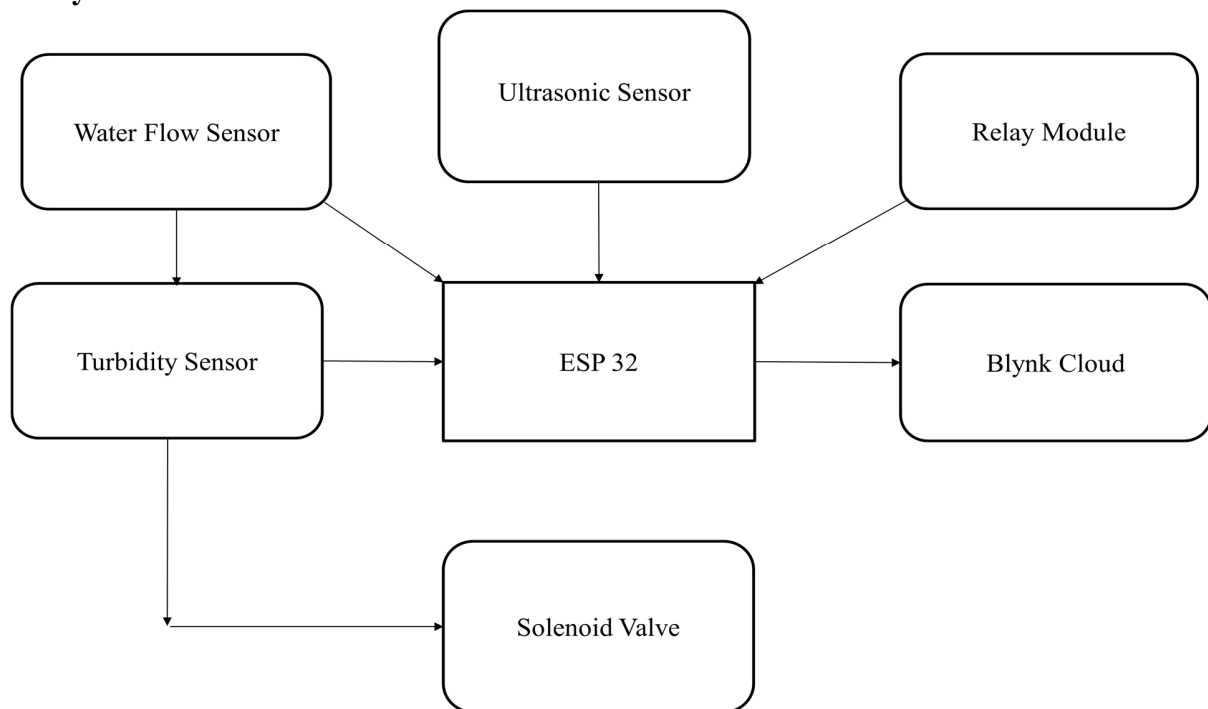 Ultrasonic Sensor
Water Flow Sensor
Relay Module
Turbidity Sensor
ESP 32
Blynk Cloud
Solenoid Valve